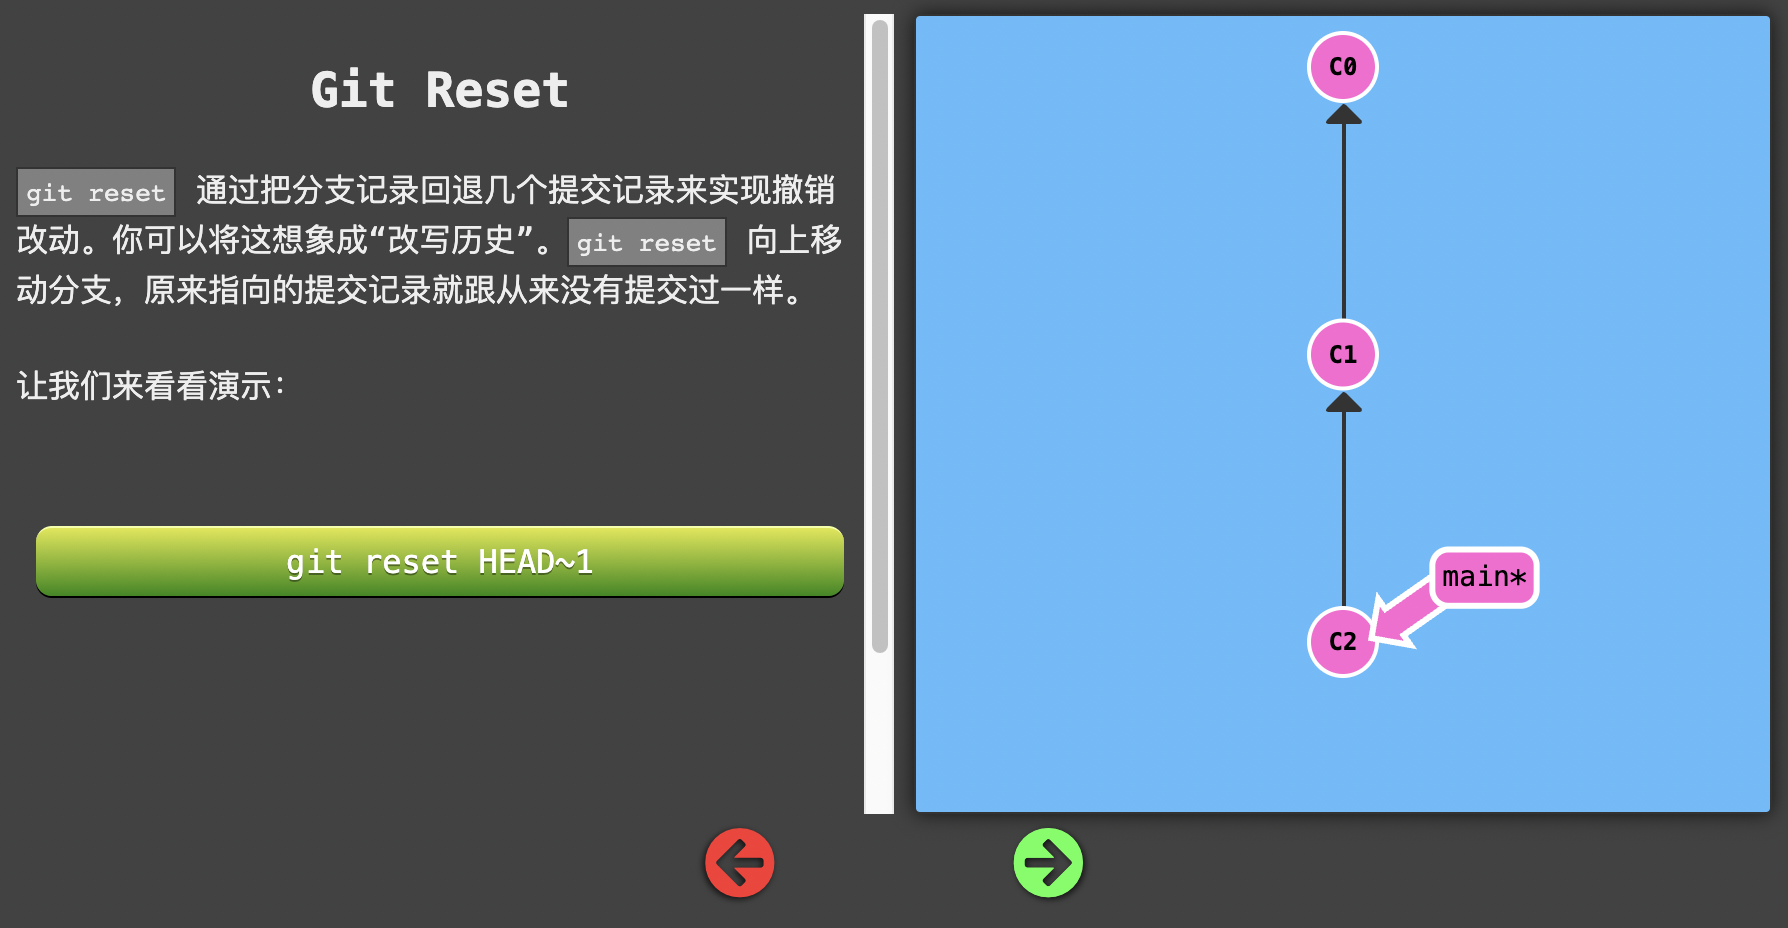 Git Reset
git reset 通过把分支记录回退几个提交记录来实现撤销
改动。你可以将这想象成“改写历史”。git reset 向上移
动分支，原来指向的提交记录就跟从来没有提交过一样。
让我们来看看演示：
git reset HEAD~1
C0
C1
main*
C2